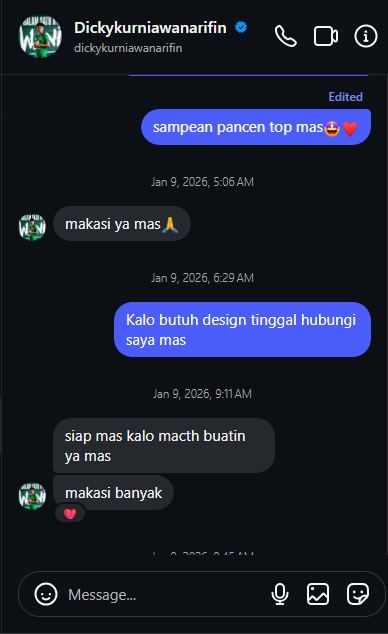 Dickykurniawanarifin
dickykurniawanarifin
Edited
sampean pancen top mas🤩♥️
Jan 9, 2026, 5:06 AM
makasi ya mas🙏
Jan 9, 2026, 6:29 AM
Kalo butuh design tinggal hubungi
saya mas
Jan 9, 2026, 9:11 AM
siap mas kalo macth buatin
ya mas
makasi banyak
Message...